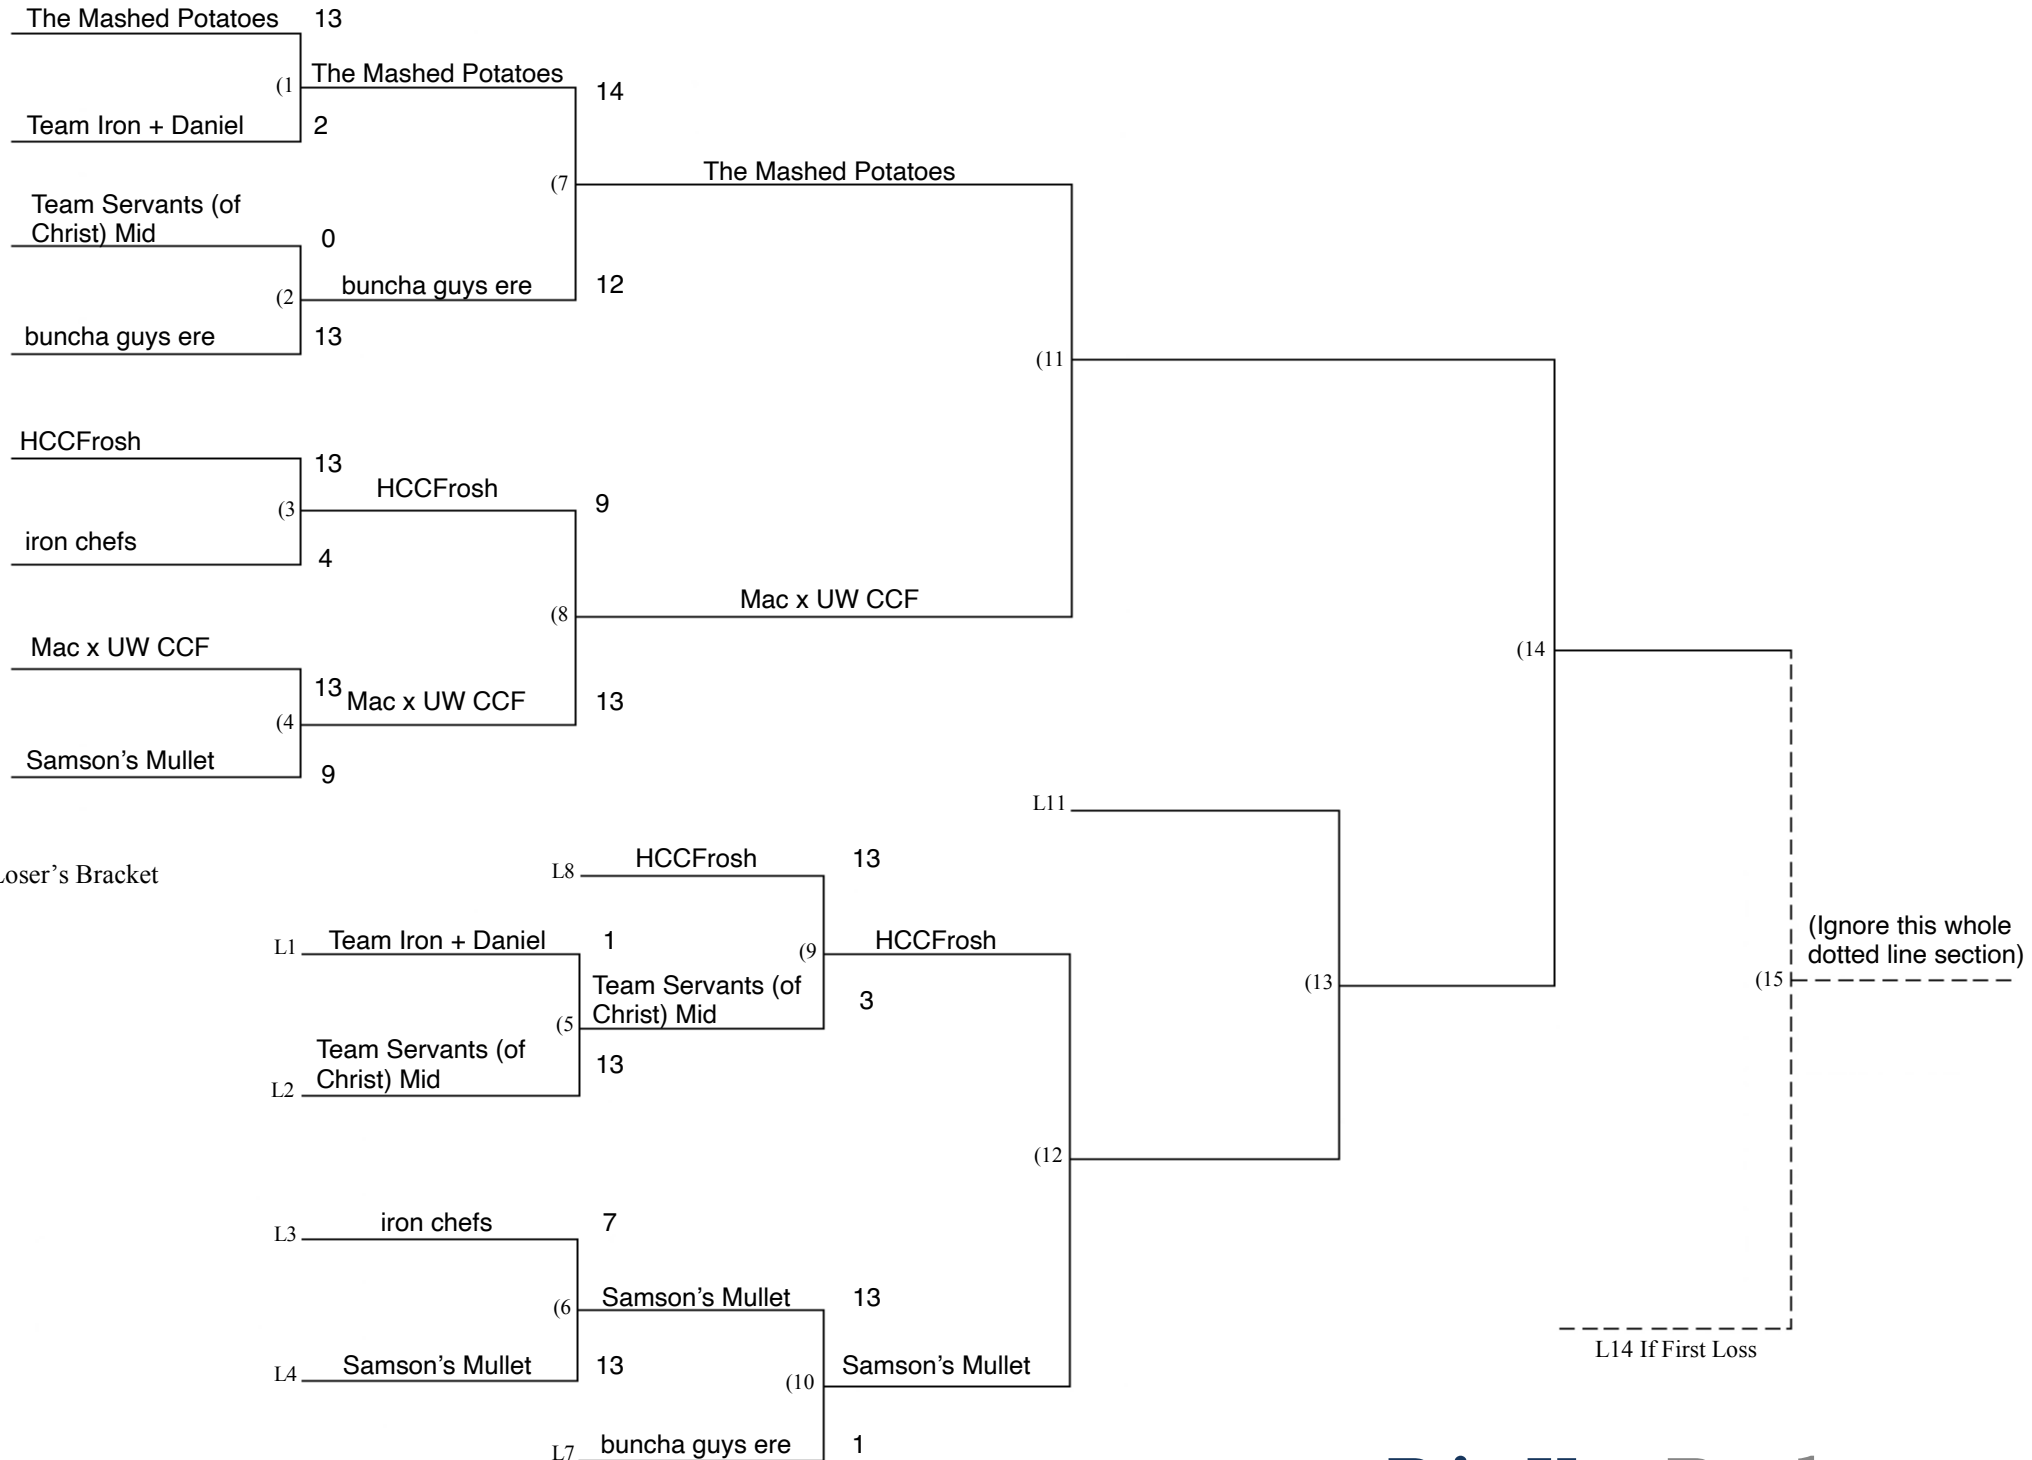 The Mashed Potatoes 13
(1 The Mashed Potatoes 14
Team Iron + Daniel 2
(7 The Mashed Potatoes
Team Servants (of
Christ) Mid 0
(2 buncha guys ere 12
buncha guys ere 13
(11
HCCFrosh 13
(3 HCCFrosh 9
iron chefs 4
(8 Mac x UW CCF
Mac x UW CCF 13
(4 Mac x UW CCF 13
Samson's Mullet 9
(14
L11
Loser's Bracket
L8 HCCFrosh 13
L1 Team Iron + Daniel 1
(9 HCCFrosh
(5 Team Servants (of
Christ) Mid 3
L2 Team Servants (of
Christ) Mid 13
(13
(Ignore this whole
dotted line section)
(15
(12
L3 iron chefs 7
(6 Samson's Mullet 13
L4 Samson's Mullet 13
(10 Samson's Mullet
L7 buncha guys ere 1
L14 If First Loss